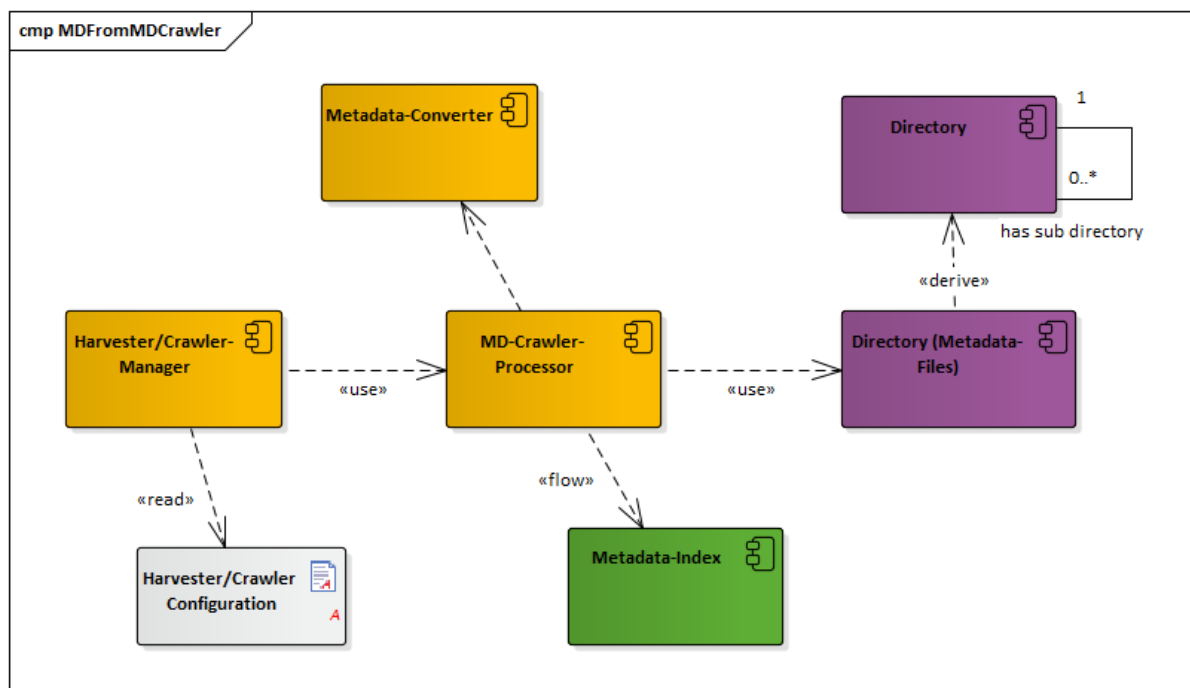 cmp MDFromMDCrawler
Metadata-Converter
Directory
1
0..*
has sub directory
«derive»
Harvester/Crawler-
Manager
«use»
MD-Crawler-
Processor
«use»
Directory (Metadata-
Files)
«read»
«flow»
Harvester/Crawler
Configuration
A
A
Metadata-Index